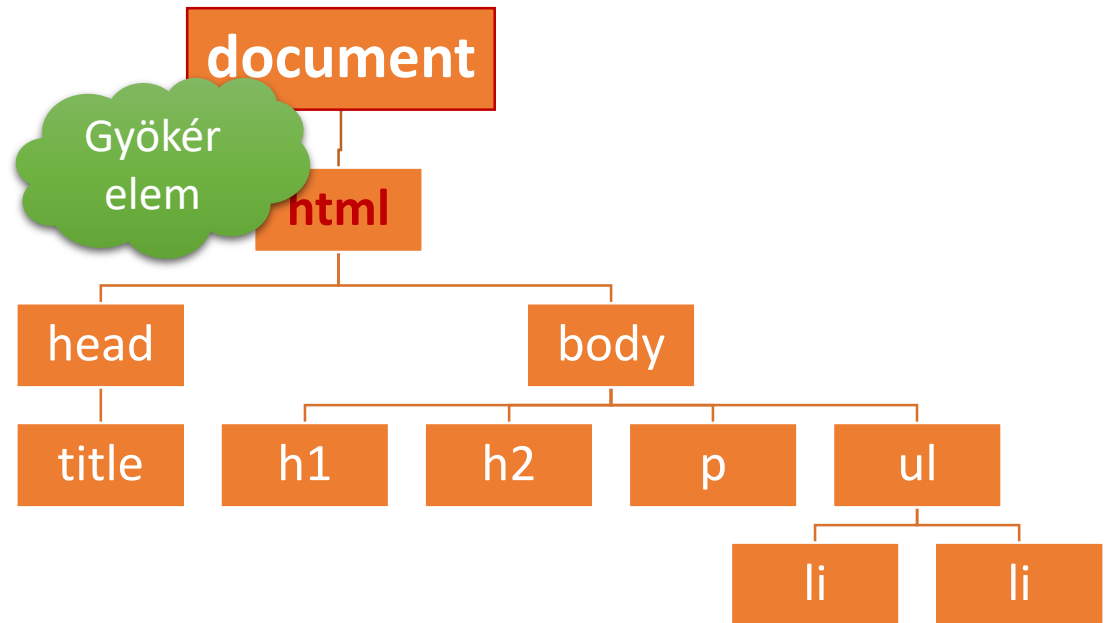 document
Gyökér
elem
html
head
body
title
h1
h2
p
ul
li
li